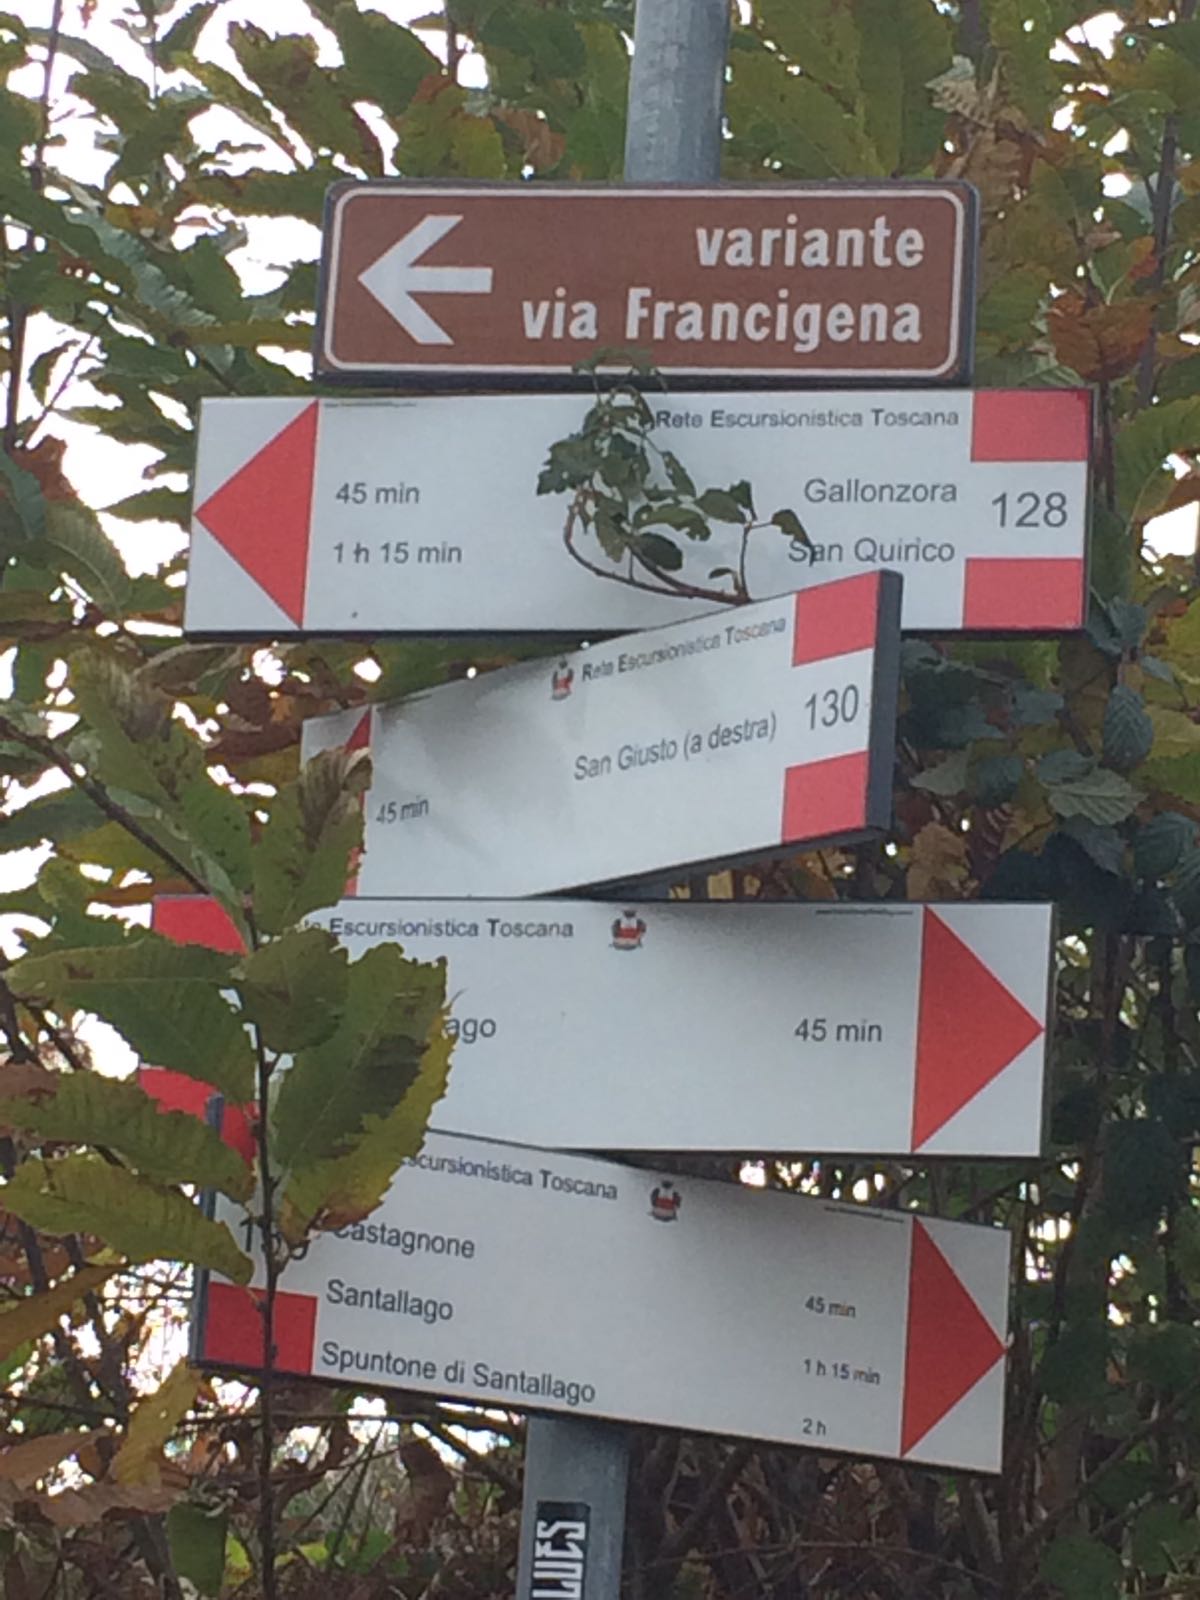 variante
via Francigena
Rete Escursionistica Toscana
45 min Gallonzora 128
1 h 15 min San Quirico
Rete Escursionistica Toscana
San Giusto (a destra) 130
45 min
Escursionistica Toscana
ago 45 min
scursionistica Toscana
Castagnone 45 min
Santallago 1 h 15 min
Spuntone di Santallago 2 h
LUES